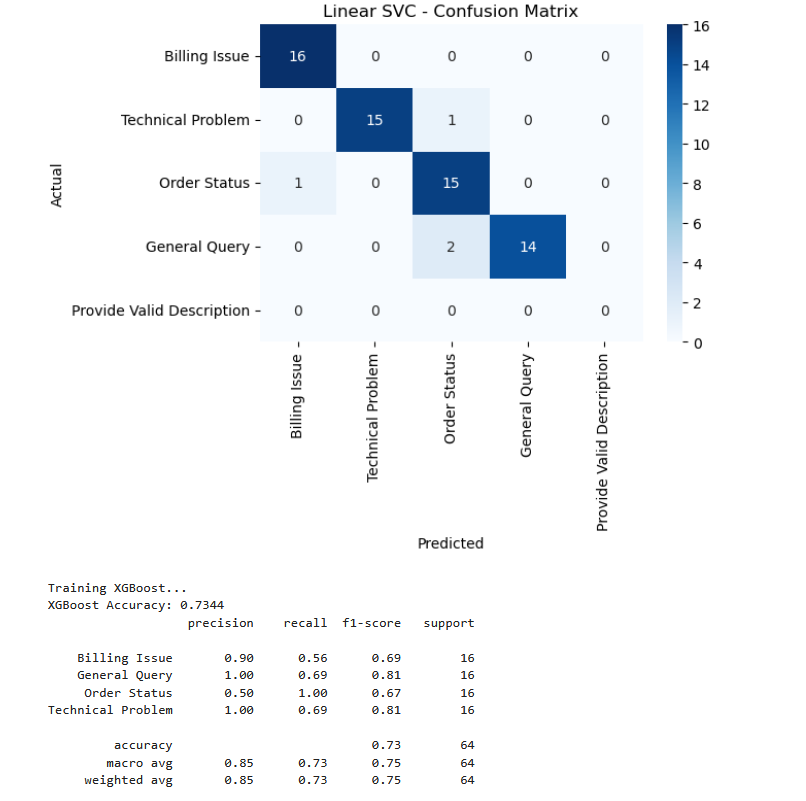 Linear SVC - Confusion Matrix
16
Billing Issue 16 0 0 0 0
14
12
Technical Problem 0 15 1 0 0
10
Actual
Order Status 1 0 15 0 0
8
6
General Query 0 0 2 14 0
4
2
Provide Valid Description 0 0 0 0 0
0
Billing Issue
Technical Problem
Order Status
General Query
Provide Valid Description
Predicted
Training XGBoost...
XGBoost Accuracy: 0.7344
precision recall f1-score support
Billing Issue 0.90 0.56 0.69 16
General Query 1.00 0.69 0.81 16
Order Status 0.50 1.00 0.67 16
Technical Problem 1.00 0.69 0.81 16
accuracy 0.73 64
macro avg 0.85 0.73 0.75 64
weighted avg 0.85 0.73 0.75 64